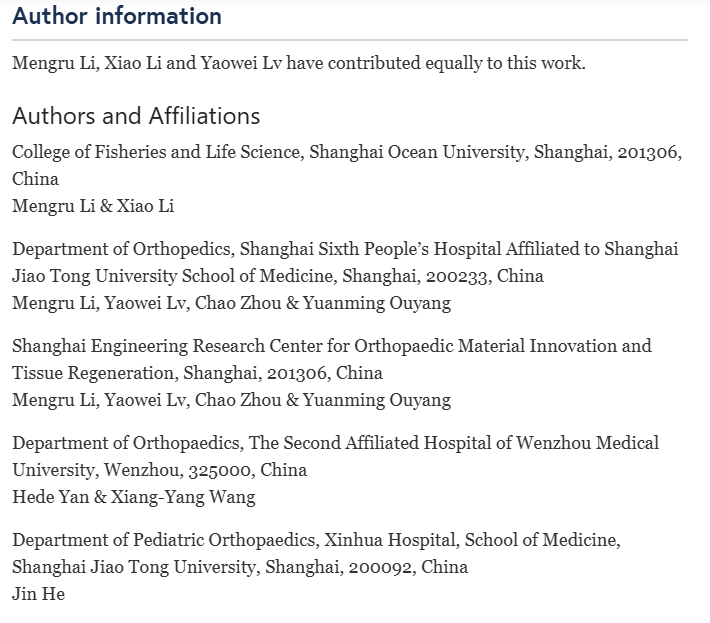 Author information
Mengru Li, Xiao Li and Yaowei Lv have contributed equally to this work.
Authors and Affiliations
College of Fisheries and Life Science, Shanghai Ocean University, Shanghai, 201306,
China
Mengru Li & Xiao Li
Department of Orthopedics, Shanghai Sixth People’s Hospital Affiliated to Shanghai
Jiao Tong University School of Medicine, Shanghai, 200233, China
Mengru Li, Yaowei Lv, Chao Zhou & Yuanming Ouyang
Shanghai Engineering Research Center for Orthopaedic Material Innovation and
Tissue Regeneration, Shanghai, 201306, China
Mengru Li, Yaowei Lv, Chao Zhou & Yuanming Ouyang
Department of Orthopaedics, The Second Affiliated Hospital of Wenzhou Medical
University, Wenzhou, 325000, China
Hede Yan & Xiang-Yang Wang
Department of Pediatric Orthopaedics, Xinhua Hospital, School of Medicine,
Shanghai Jiao Tong University, Shanghai, 200092, China
Jin He